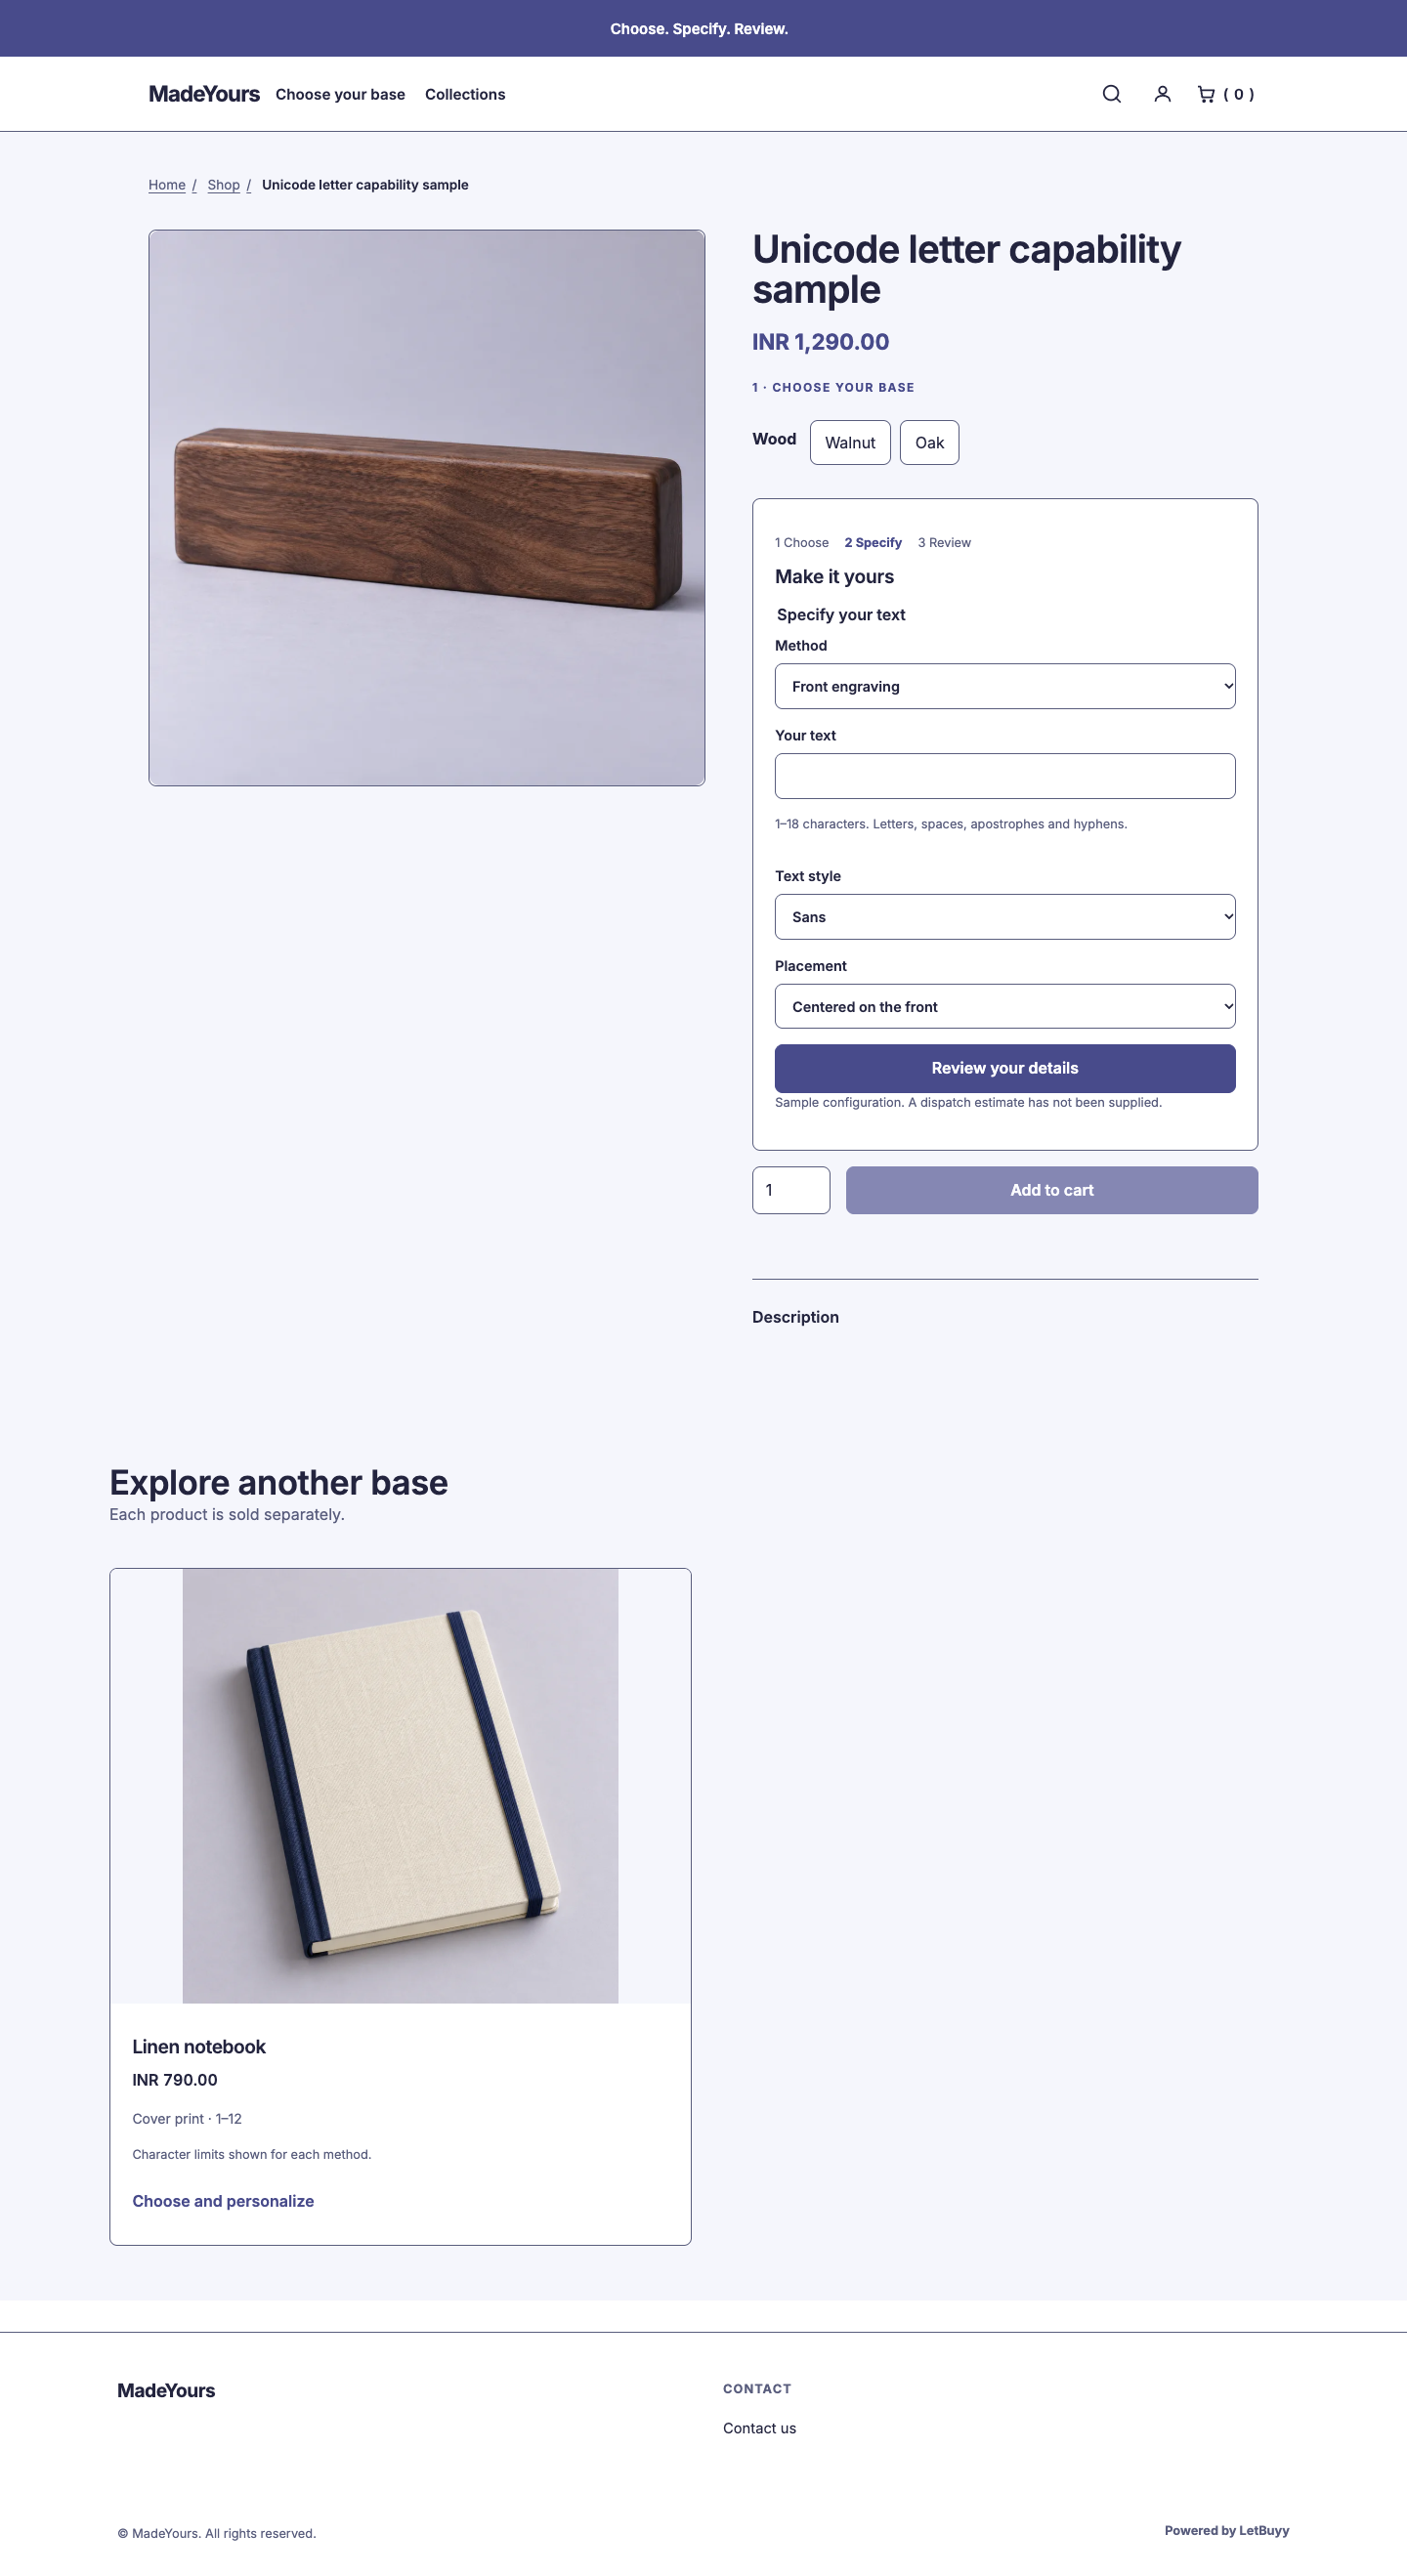 Choose. Specify. Review.
MadeYours Choose your base Collections ( 0 )
Home / Shop / Unicode letter capability sample
Unicode letter capability
sample
INR 1,290.00
1 · CHOOSE YOUR BASE
Wood Walnut Oak
1 Choose 2 Specify 3 Review
Make it yours
Specify your text
Method
Front engraving
Your text
1–18 characters. Letters, spaces, apostrophes and hyphens.
Text style
Sans
Placement
Centered on the front
Review your details
Sample configuration. A dispatch estimate has not been supplied.
1 Add to cart
Description
Explore another base
Each product is sold separately.
Linen notebook
INR 790.00
Cover print · 1–12
Character limits shown for each method.
Choose and personalize
MadeYours
CONTACT
Contact us
© MadeYours. All rights reserved.
Powered by LetBuyy